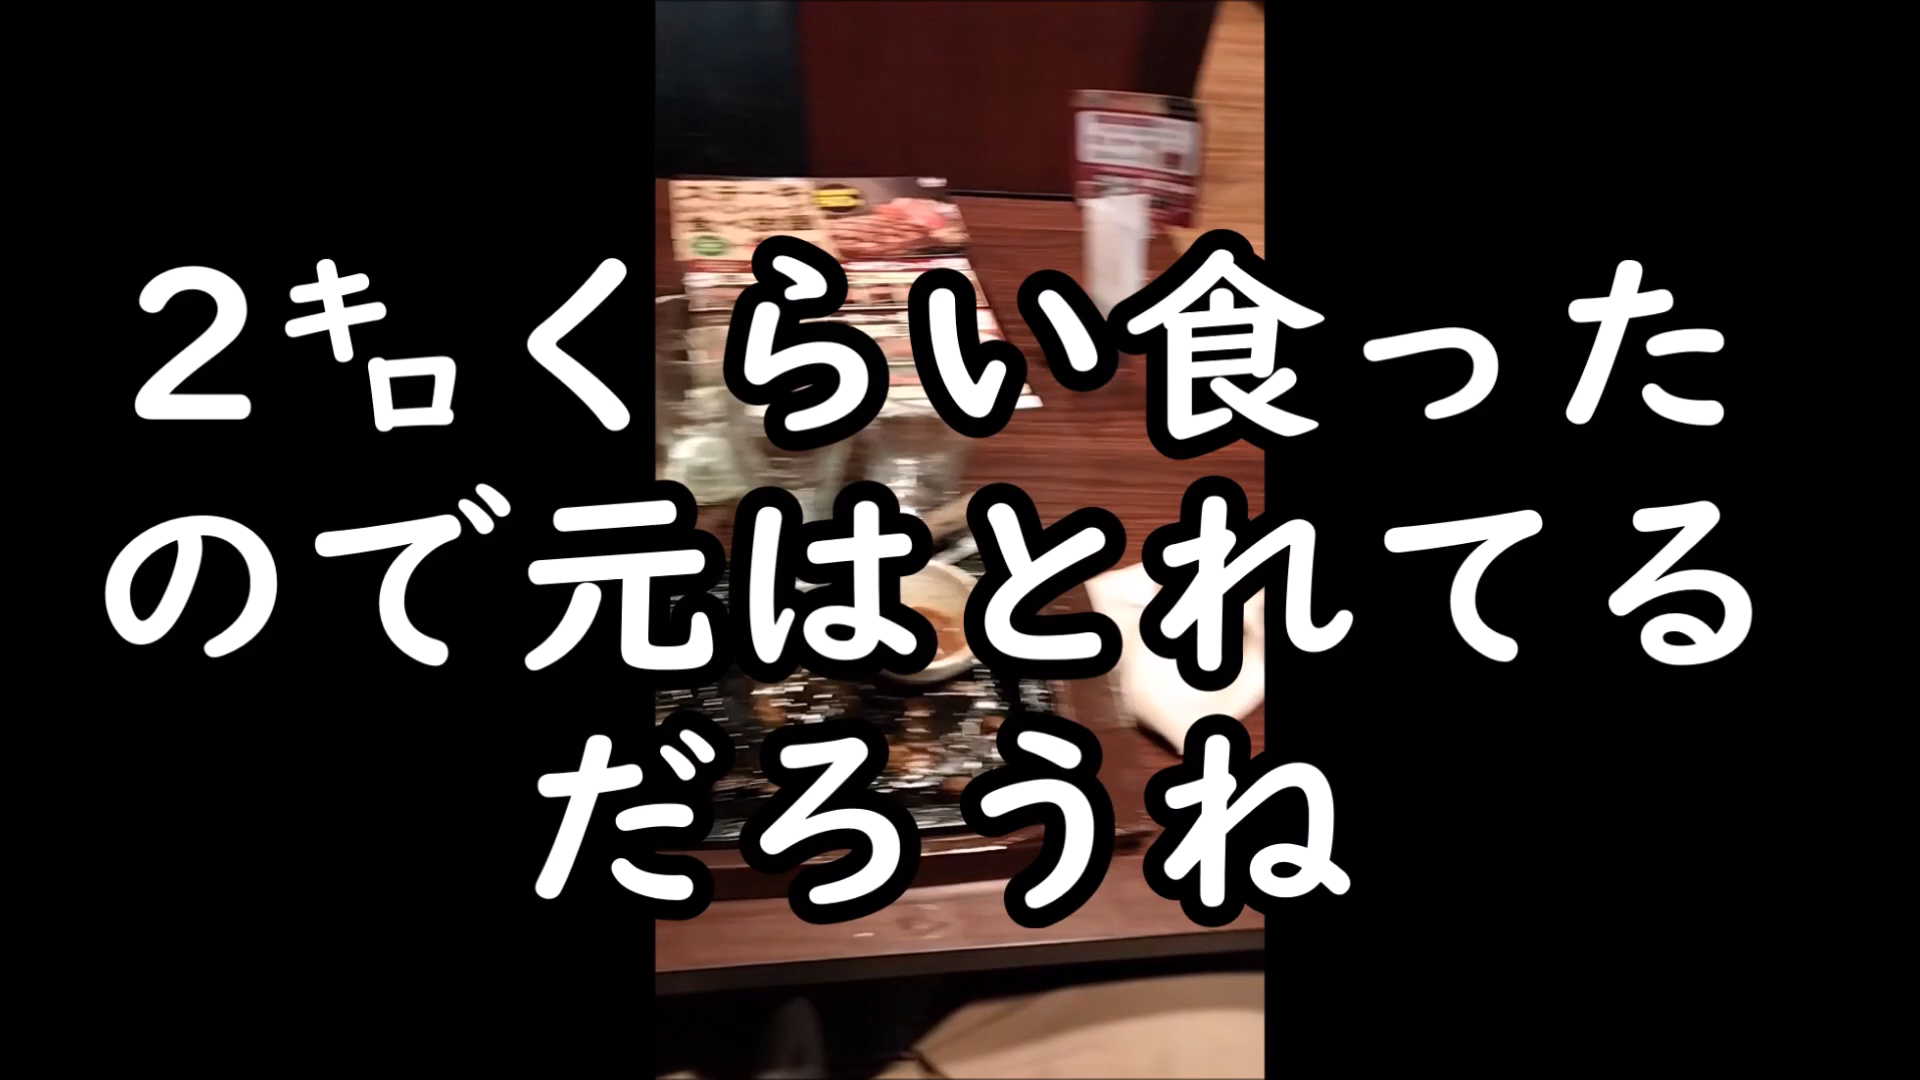 ２㌔くらい食った
ので元はとれてる
だろうね